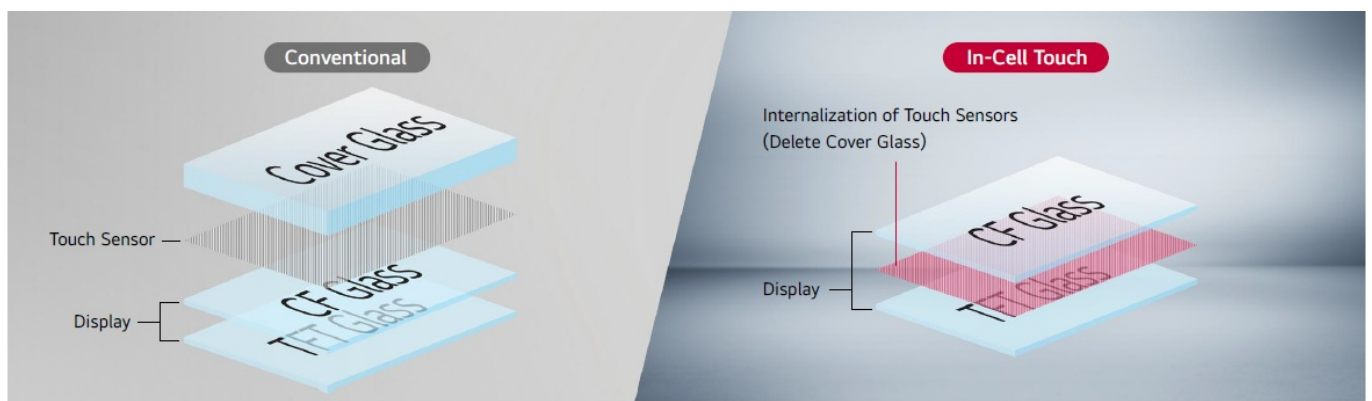 Conventional
Cover Glass
Touch Sensor
CF Glass
TFT Glass
Display
In-Cell Touch
Internalization of Touch Sensors
(Delete Cover Glass)
CF Glass
TFT Glass
Display